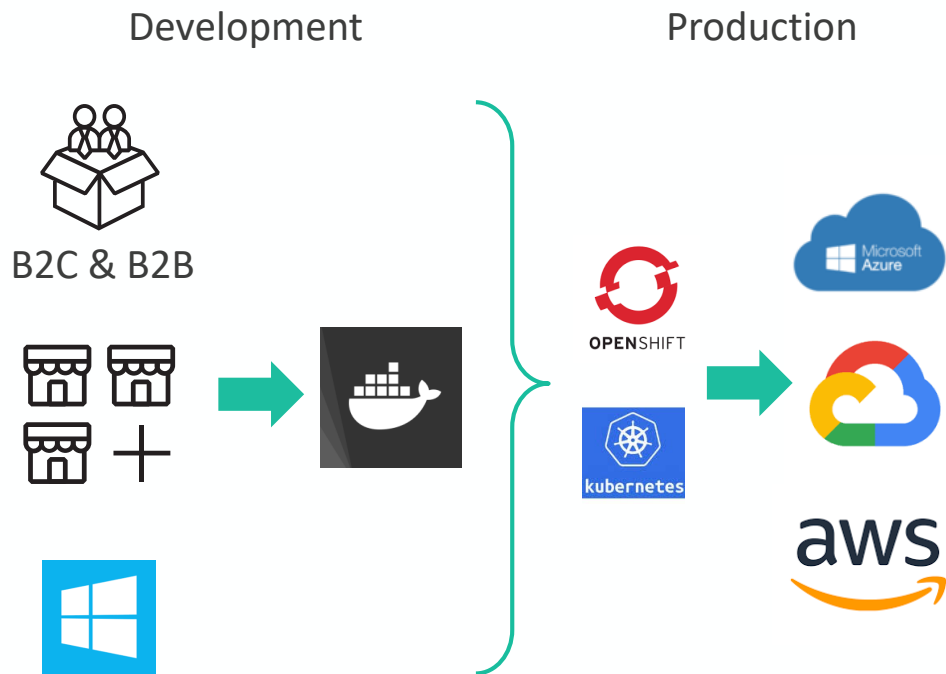 Development
Production
B2C & B2B
OPENSHIFT
kubernetes
Microsoft
Azure
aws